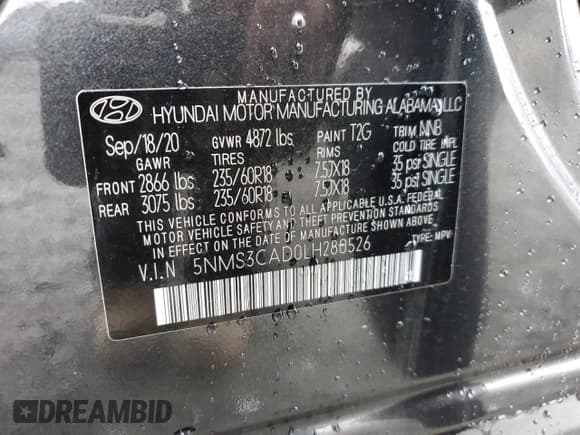 MANUFACTURED BY
HYUNDAI MOTOR MANUFACTURING ALABAMA, LLC
Sep/18/20 GVWR 4872 lbs. PAINT T2G TRIM NNB
GAWR TIRES RIMS COLD TIRE INFL.
FRONT 2866 lbs 235/60R18 7.5JX18 35 psi SINGLE
REAR 3075 lbs 235/60R18 7.5JX18 35 psi SINGLE
THIS VEHICLE CONFORMS TO ALL APPLICABLE U.S.A. FEDERAL
MOTOR VEHICLE SAFETY, BUMPER, THEFT PREVENTION STANDARDS
IN EFFECT ON THE DATE OF MANUFACTURE SHOWN ABOVE.
V.I.N 5NMS3CAD0LH280526 TYPE: MPV
DREAMBID